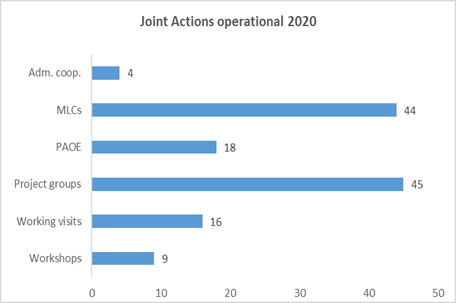 Joint Actions operational 2020
Adm. coop. 4
MLCs 44
PAOE 18
Project groups 45
Working visits 16
Workshops 9
0 10 20 30 40 50